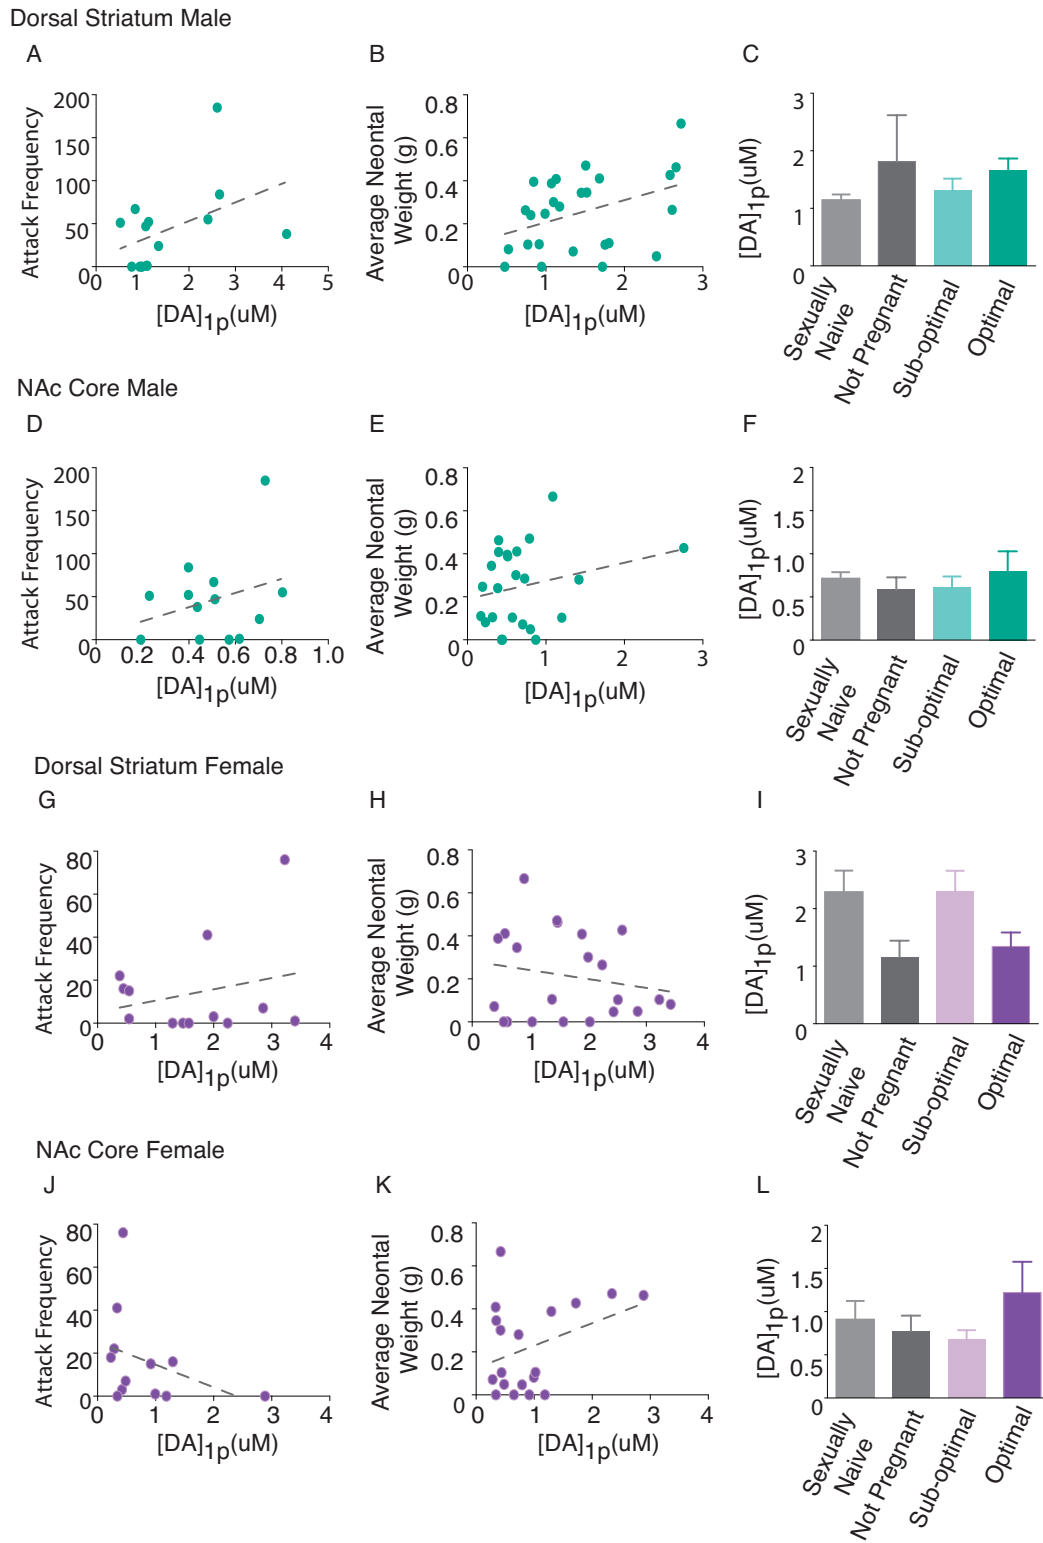 Dorsal Striatum Male
A
B
C
Attack Frequency
200
150
100
50
0
0 1 2 3 4 5
[DA]1p(uM)
Average Neontal
Weight (g)
0.8
0.6
0.4
0.2
0
0 1 2 3
[DA]1p(uM)
[DA]1p(uM)
3
2
1
0
Sexually
Naive
Not Pregnant
Sub-optimal
Optimal
NAc Core Male
D
E
F
Attack Frequency
200
150
100
50
0
0 0.2 0.4 0.6 0.8 1.0
[DA]1p(uM)
Average Neontal
Weight (g)
0.8
0.6
0.4
0.2
0
0 1 2 3
[DA]1p(uM)
[DA]1p(uM)
2
1.5
1.0
0.5
0
Sexually
Naive
Not Pregnant
Sub-optimal
Optimal
Dorsal Striatum Female
G
H
I
Attack Frequency
80
60
40
20
0
0 1 2 3 4
[DA]1p(uM)
Average Neontal
Weight (g)
0.8
0.6
0.4
0.2
0
0 1 2 3 4
[DA]1p(uM)
[DA]1p(uM)
3
2
1
0
Sexually
Naive
Not Pregnant
Sub-optimal
Optimal
NAc Core Female
J
K
L
Attack Frequency
80
60
40
20
0
0 1 2 3 4
[DA]1p(uM)
Average Neontal
Weight (g)
0.8
0.6
0.4
0.2
0
0 1 2 3 4
[DA]1p(uM)
[DA]1p(uM)
2
1.5
1.0
0.5
0
Sexually
Naive
Not Pregnant
Sub-optimal
Optimal